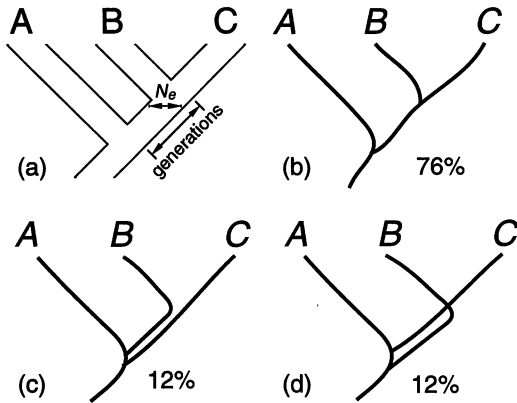 A B C
Ne
generations
(a)
A B C
76%
(b)
A B C
12%
(c)
A B C
12%
(d)